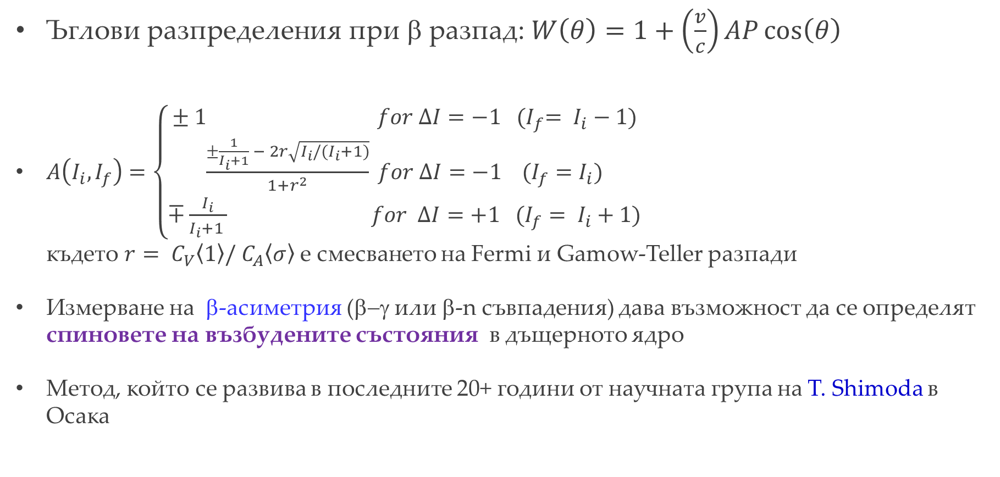 • Ъглови разпределения при β разпад: W(θ) = 1 + (v/c) AP cos(θ)
• A(I_i, I_f) = { ± 1 for ΔI = −1 (I_f = I_i − 1)
(±1/(I_i+1) − 2r√(I_i/(I_i+1)))/(1+r²) for ΔI = −1 (I_f = I_i)
∓ I_i/(I_i+1) for ΔI = +1 (I_f = I_i + 1)
където r = C_V⟨1⟩/ C_A⟨σ⟩ е смесването на Fermi и Gamow-Teller разпади
• Измерване на β-асиметрия (β–γ или β-n съвпадения) дава възможност да се определят
спиновете на възбудените състояния в дъщерното ядро
• Метод, който се развива в последните 20+ години от научната група на T. Shimoda в
Осака